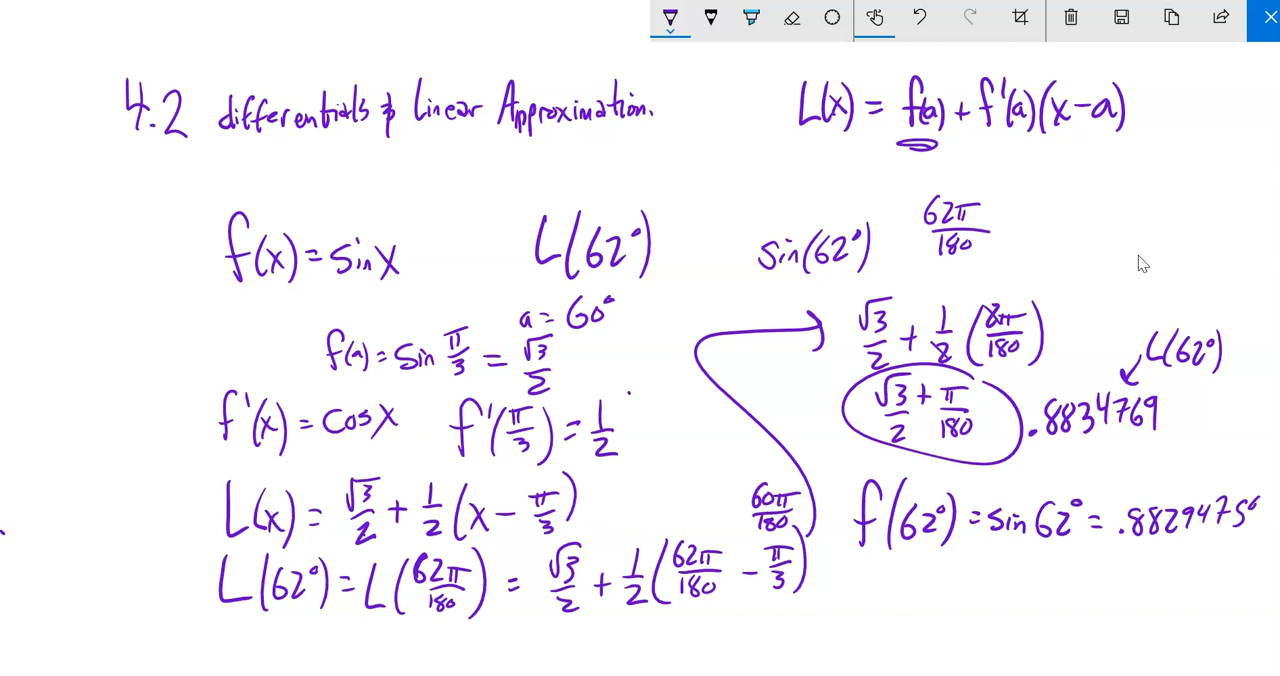 4.2 differentials & Linear Approximation. L(x) = f(a) + f'(a)(x-a)
f(x) = sin x L(62°) sin(62°) 62π/180
a = 60°
f(a) = sin π/3 = √3/2
f'(x) = cos x f'(π/3) = 1/2
L(x) = √3/2 + 1/2 (x - π/3)
L(62°) = L(62π/180) = √3/2 + 1/2 (62π/180 - π/3)
60π/180
√3/2 + 1/2 (2π/180)
L(62°)
√3/2 + π/180 .8834769
f(62°) = sin 62° = .88294756